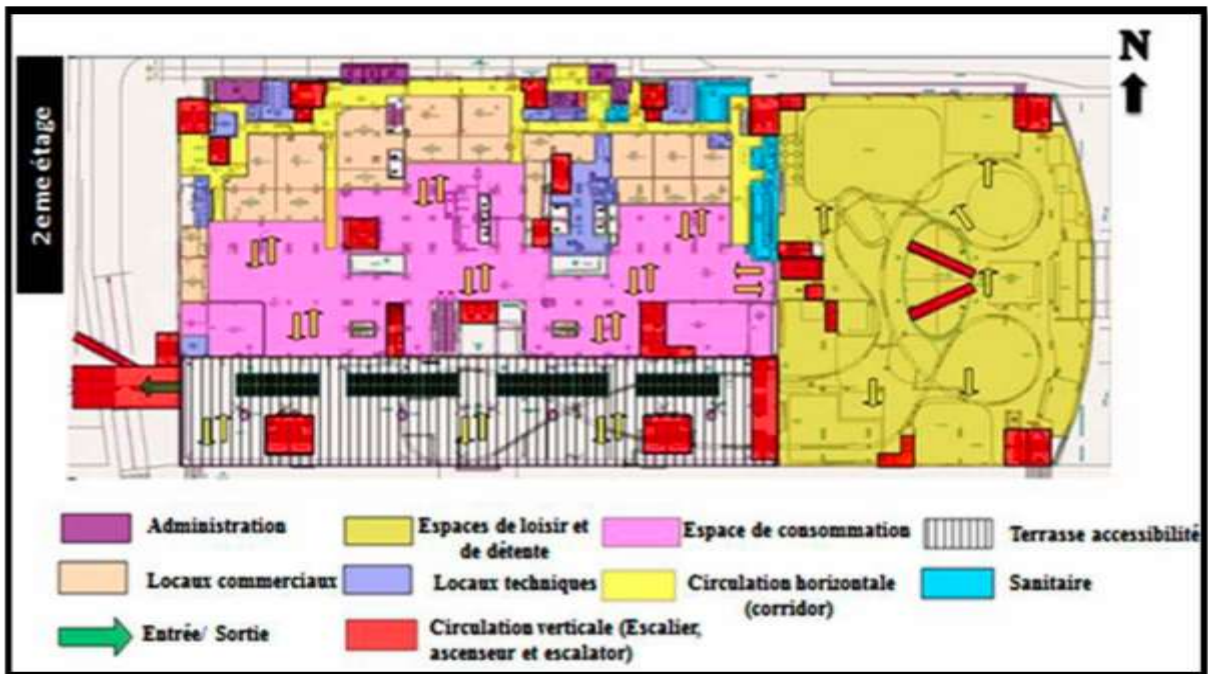 N
2eme étage
Administration
Espaces de loisir et
de détente
Espace de consommation
Terrasse accessibilité
Locaux commerciaux
Locaux techniques
Circulation horizontale
(corridor)
Sanitaire
Entrée/ Sortie
Circulation verticale (Escalier,
ascenseur et escalator)